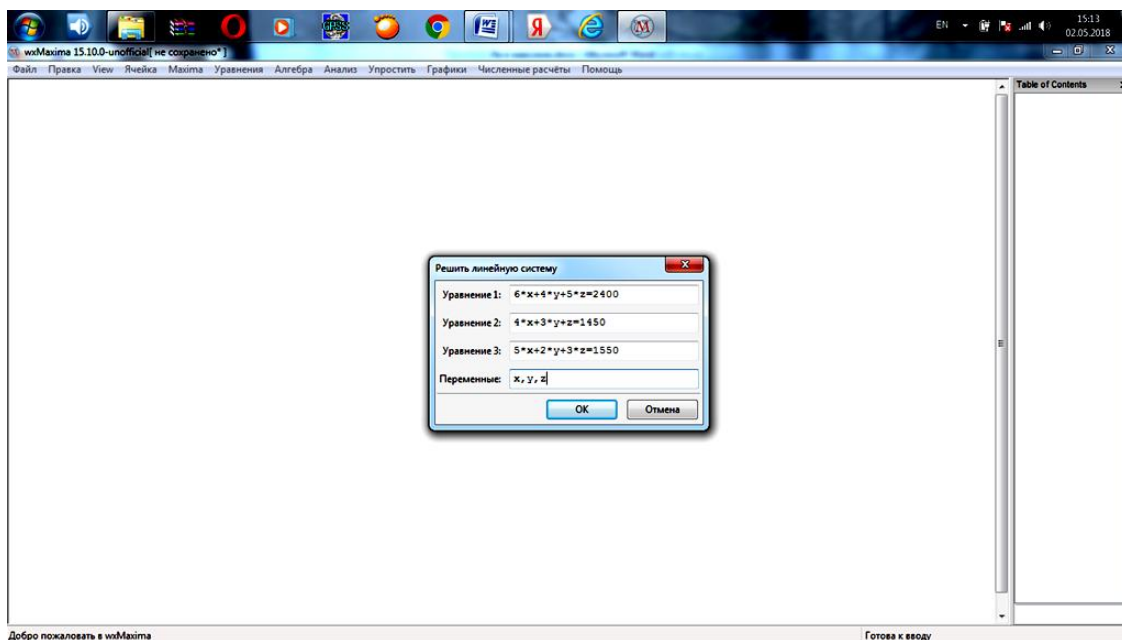 EN
15:13
02.05.2018
wxMaxima 15.10.0-unofficial[ не сохранено* ]
Файл Правка View Ячейка Maxima Уравнения Алгебра Анализ Упростить Графики Численные расчёты Помощь
Table of Contents
Решить линейную систему
Уравнение 1: 6*x+4*y+5*z=2400
Уравнение 2: 4*x+3*y+z=1450
Уравнение 3: 5*x+2*y+3*z=1550
Переменные: x,y,z
OK Отмена
Добро пожаловать в wxMaxima Готова к вводу